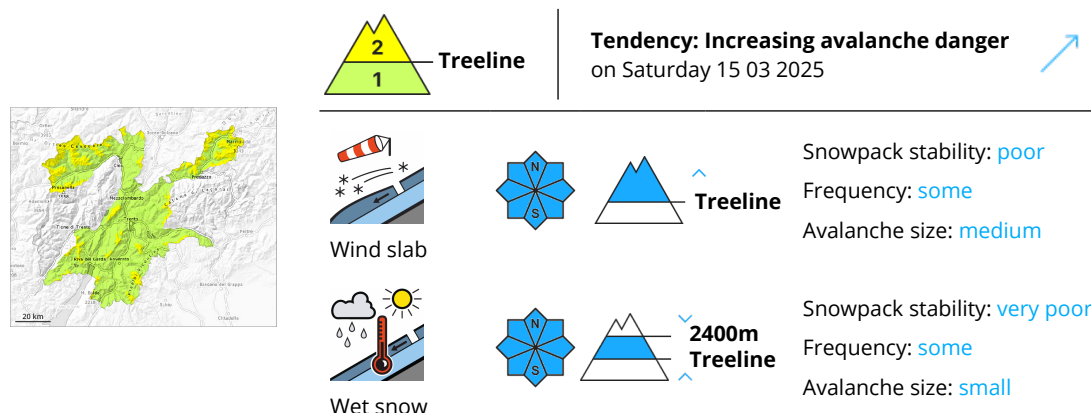 2
1
Treeline
Tendency: Increasing avalanche danger
on Saturday 15 03 2025
20 km
Mezzolombardo
Trento
Predazzo
Wind slab
N
S
Treeline
Snowpack stability: poor
Frequency: some
Avalanche size: medium
Wet snow
N
S
2400m
Treeline
Snowpack stability: very poor
Frequency: some
Avalanche size: small